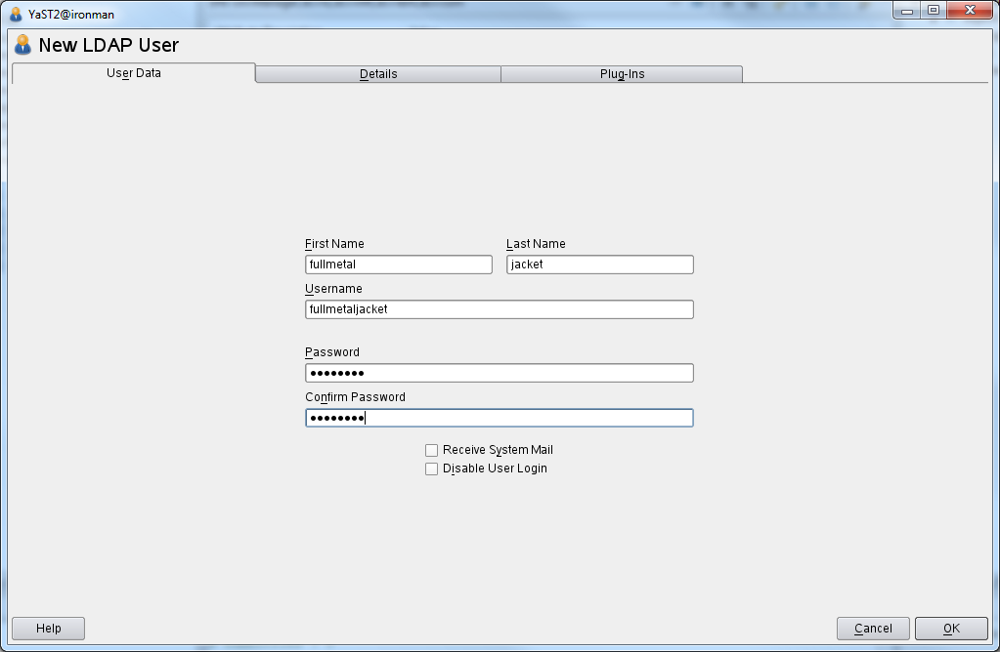 YaST2@ironman
New LDAP User
User Data Details Plug-Ins
First Name Last Name
fullmetal jacket
Username
fullmetaljacket
Password
••••••••
Confirm Password
••••••••
Receive System Mail
Disable User Login
Help Cancel OK